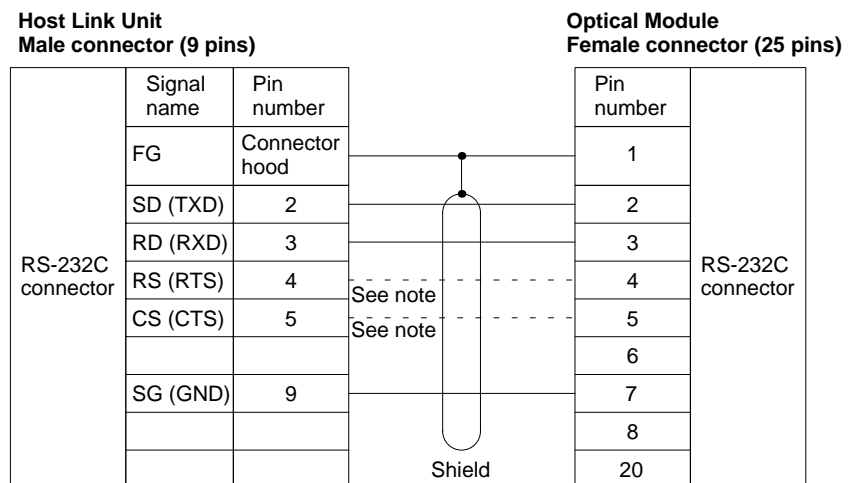 Host Link Unit
Male connector (9 pins)
Optical Module
Female connector (25 pins)
Signal name
Pin number
Pin number
FG
Connector hood
1
SD (TXD) 2
2
RD (RXD) 3
3
RS-232C connector
RS (RTS) 4
See note
4
RS-232C connector
CS (CTS) 5
See note
5
6
SG (GND) 9
7
8
Shield
20